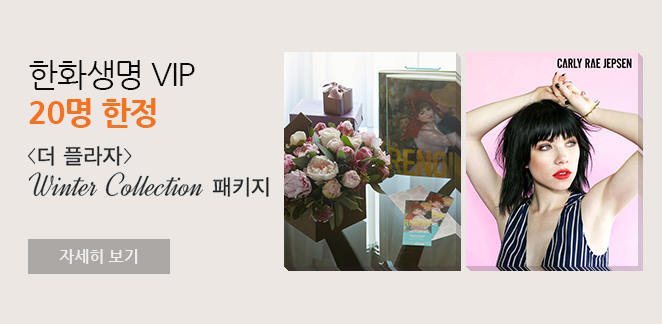 한화생명 VIP
20명 한정
<더 플라자>
Winter Collection 패키지
자세히 보기
CARLY RAE JEPSEN